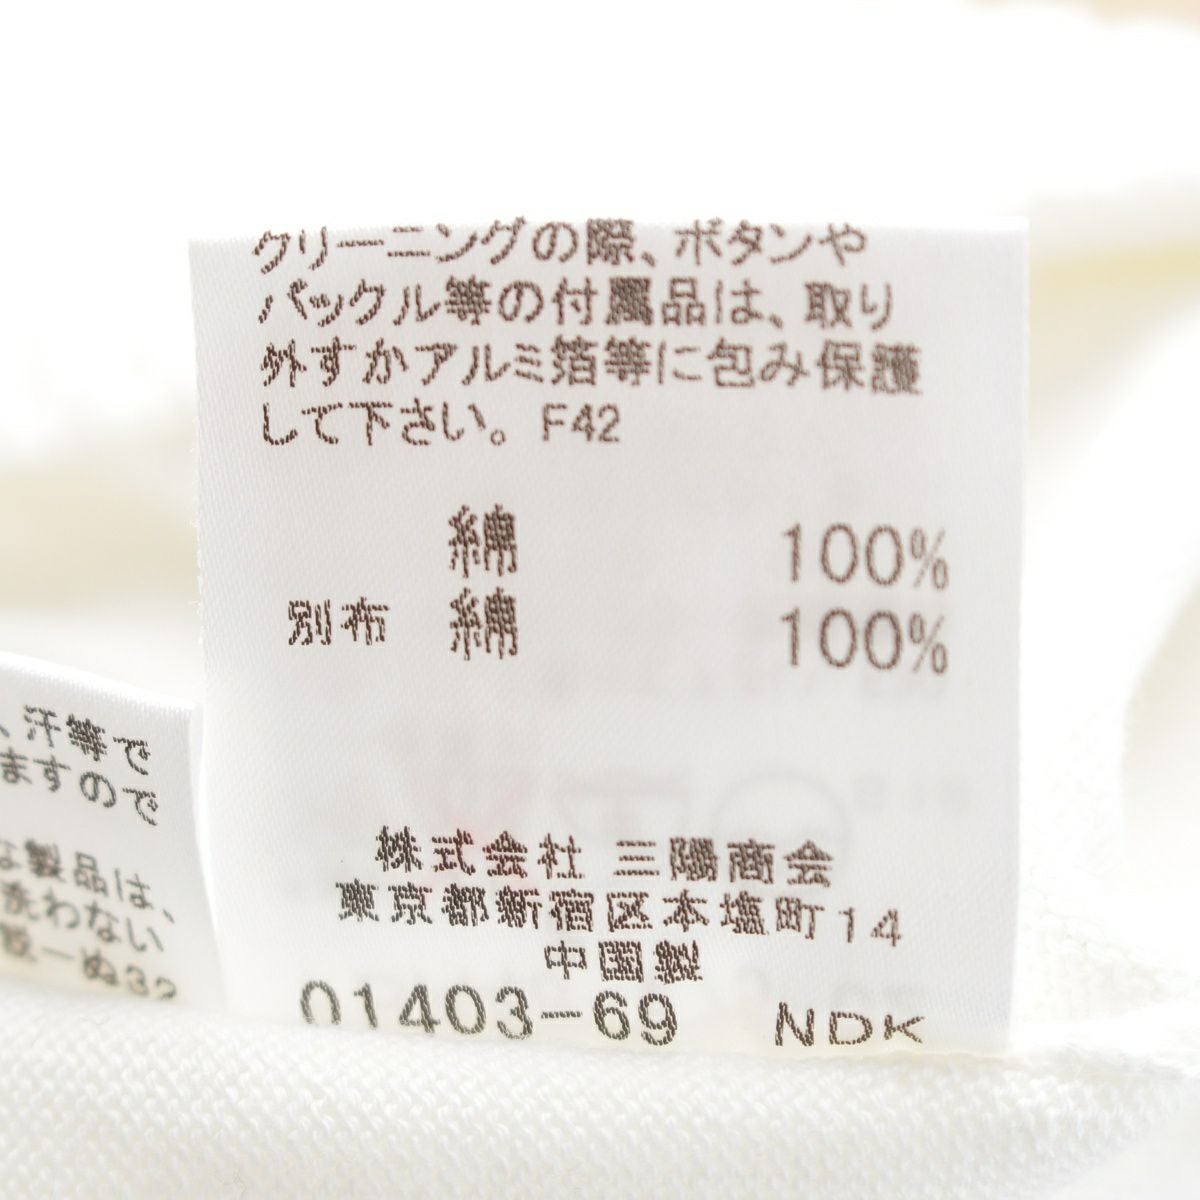 クリーニングの際、ボタンや
バックル等の付属品は、取り
外すかアルミ箔等に包み保護
して下さい。F42
綿 100%
別布 綿 100%
株式会社 三陽商会
東京都新宿区本塩町14
中国製
01403-69 NDK
、汗等で
ますので
な製品は、
洗わない
ーぬ32